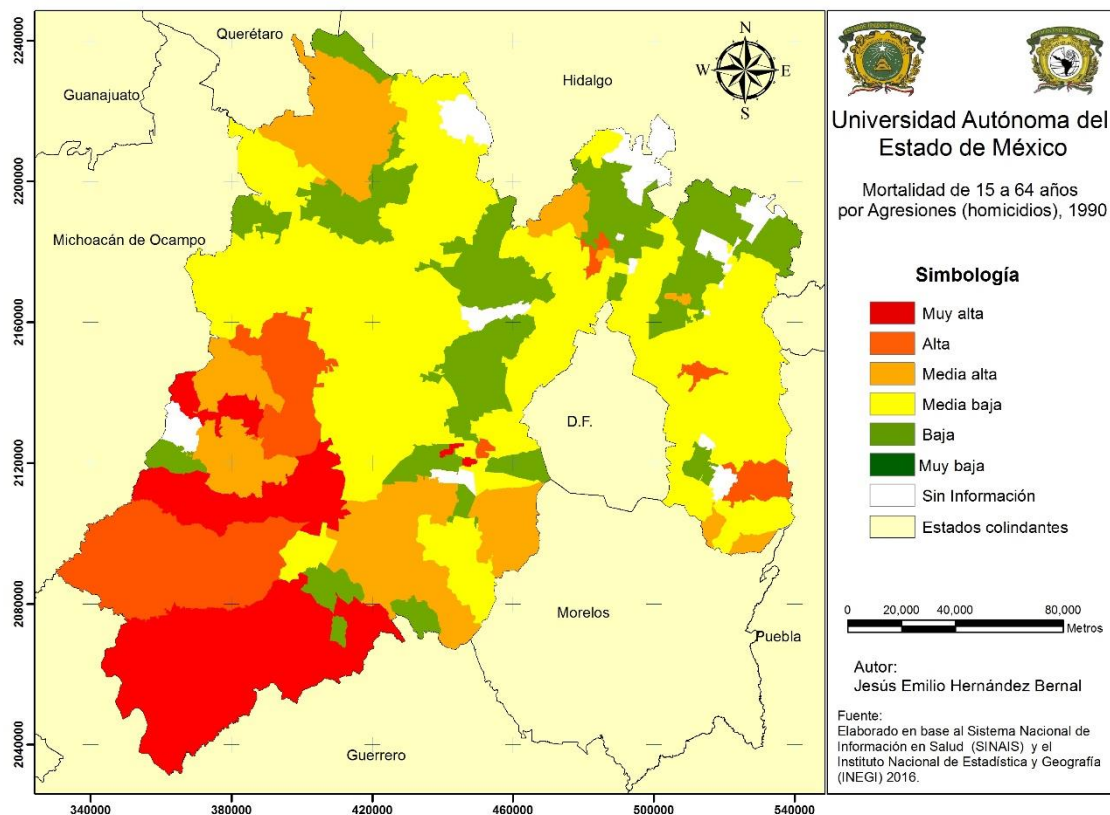 Querétaro
Guanajuato
Hidalgo
Michoacán de Ocampo
D.F.
Morelos
Puebla
Guerrero
N
W E
S
2240000
2200000
2160000
2120000
2080000
2040000
340000 380000 420000 460000 500000 540000
Universidad Autónoma del
Estado de México
Mortalidad de 15 a 64 años
por Agresiones (homicidios), 1990
Simbología
Muy alta
Alta
Media alta
Media baja
Baja
Muy baja
Sin Información
Estados colindantes
0 20,000 40,000 80,000
Metros
Autor:
Jesús Emilio Hernández Bernal
Fuente:
Elaborado en base al Sistema Nacional de
Información en Salud (SINAIS) y el
Instituto Nacional de Estadística y Geografía
(INEGI) 2016.